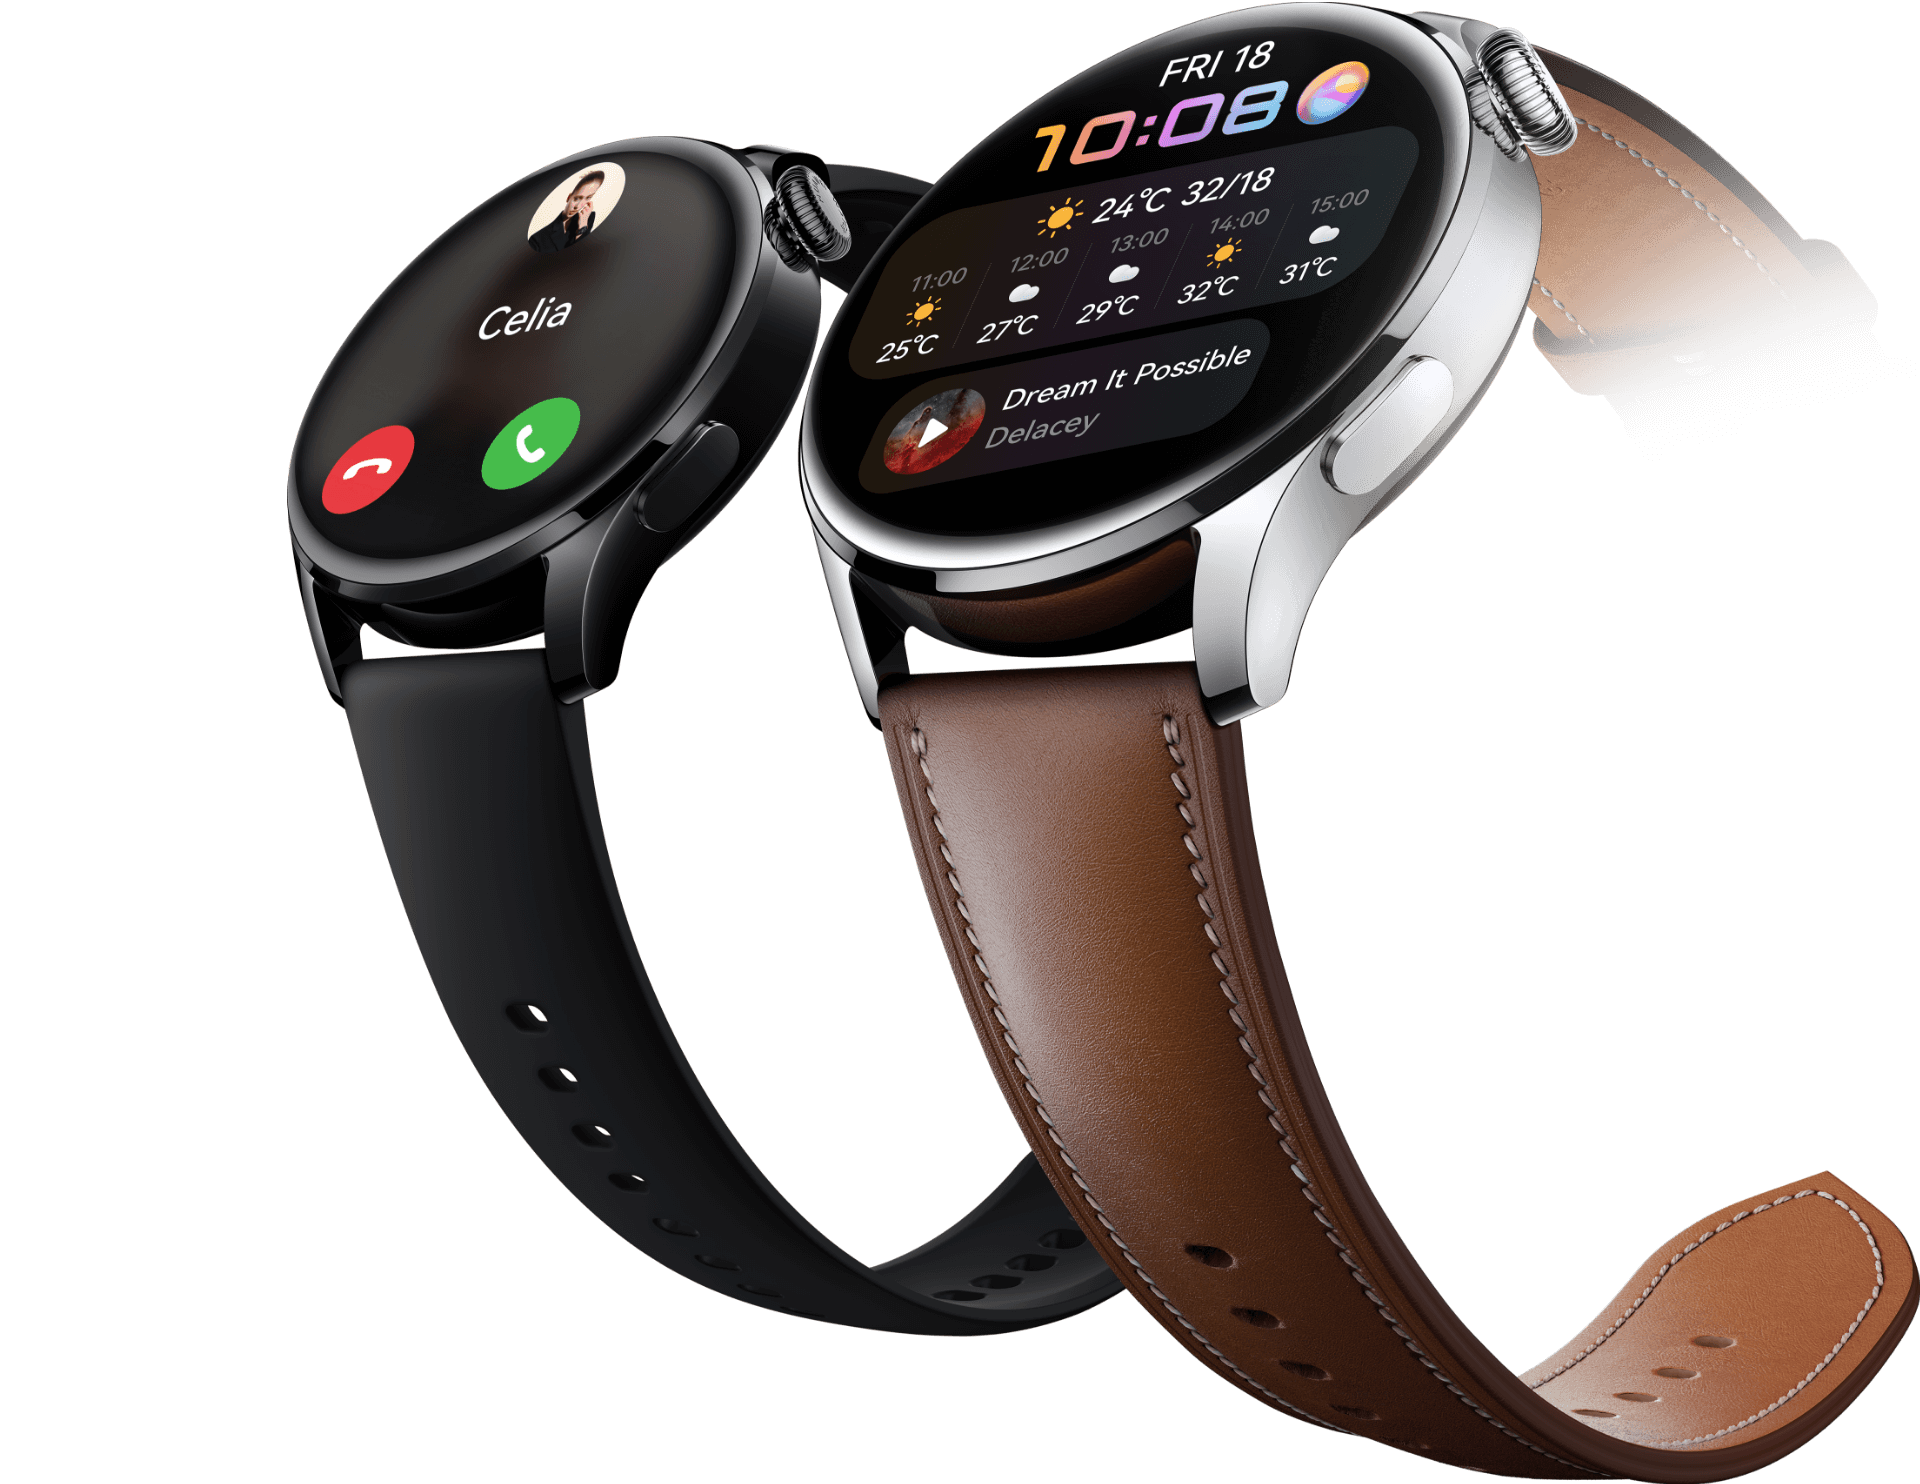 Celia
FRI 18
10:08
24°C 32/18
11:00 12:00 13:00 14:00 15:00
25°C 27°C 29°C 32°C 31°C
Dream It Possible
Delacey